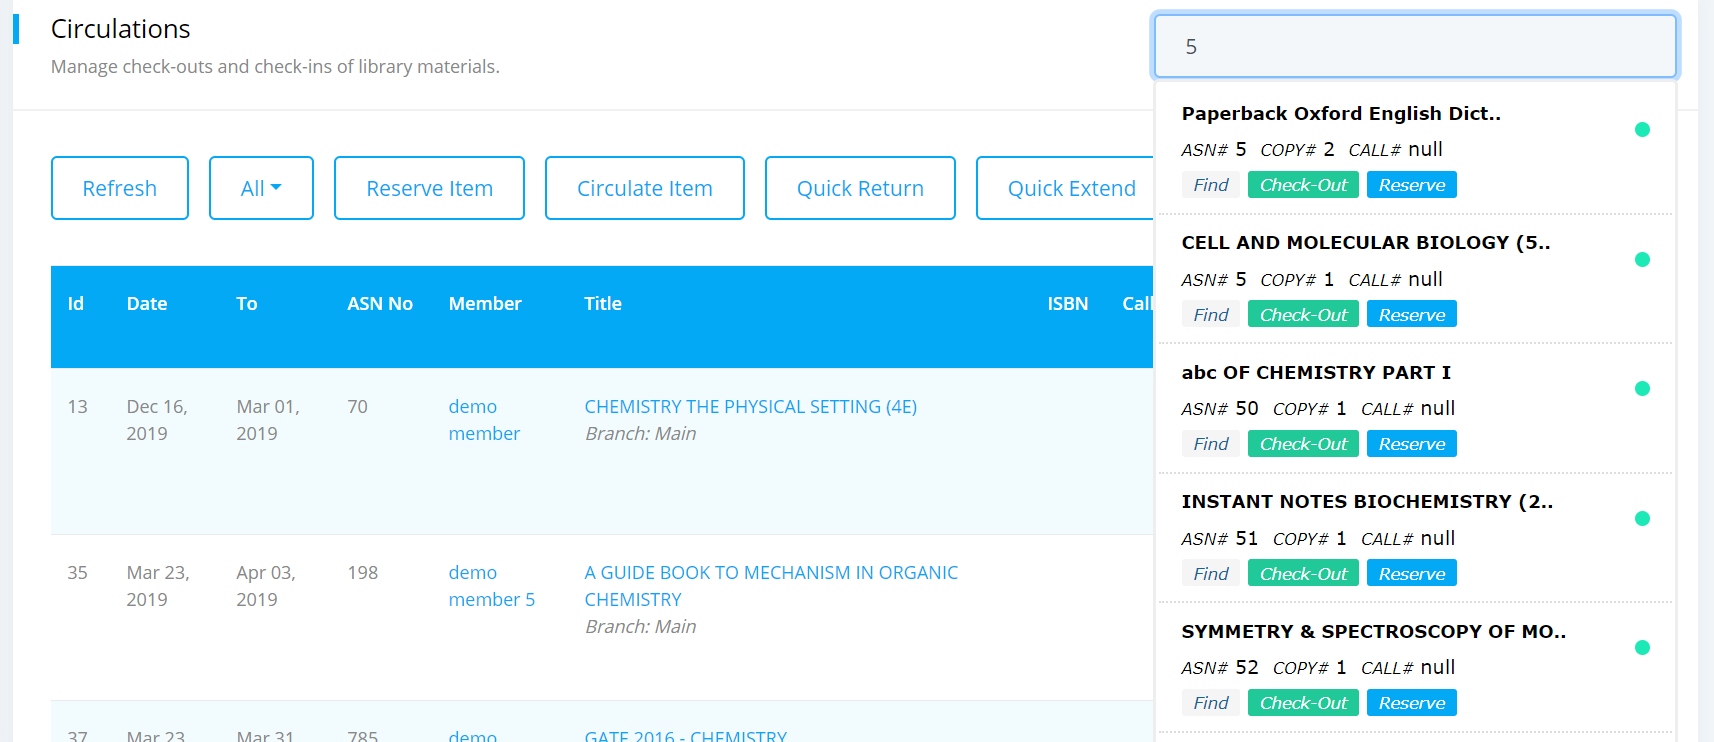 Circulations
Manage check-outs and check-ins of library materials.
5
Refresh
All
Reserve Item
Circulate Item
Quick Return
Quick Extend
Id Date To ASN No Member Title ISBN Call
13 Dec 16, Mar 01, 70 demo CHEMISTRY THE PHYSICAL SETTING (4E)
2019 2019 member Branch: Main
35 Mar 23, Apr 03, 198 demo A GUIDE BOOK TO MECHANISM IN ORGANIC
2019 2019 member 5 CHEMISTRY
Branch: Main
37 Mar 23, Mar 31, 785 demo GATE 2016 - CHEMISTRY
Paperback Oxford English Dict..
ASN# 5 COPY# 2 CALL# null
Find Check-Out Reserve
CELL AND MOLECULAR BIOLOGY (5..
ASN# 5 COPY# 1 CALL# null
Find Check-Out Reserve
abc OF CHEMISTRY PART I
ASN# 50 COPY# 1 CALL# null
Find Check-Out Reserve
INSTANT NOTES BIOCHEMISTRY (2..
ASN# 51 COPY# 1 CALL# null
Find Check-Out Reserve
SYMMETRY & SPECTROSCOPY OF MO..
ASN# 52 COPY# 1 CALL# null
Find Check-Out Reserve